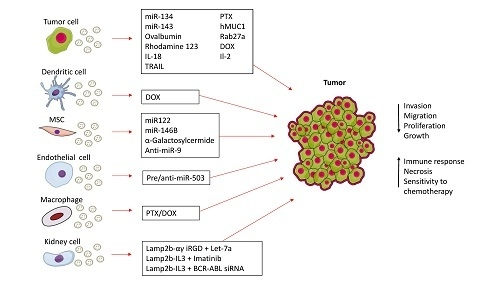 Tumor cell
miR-134 PTX
miR-143 hMUC1
Ovalbumin Rab27a
Rhodamine 123 DOX
IL-18 Il-2
TRAIL
Dendritic cell
DOX
MSC
miR122
miR-146B
α-Galactosylcermide
Anti-miR-9
Endothelial cell
Pre/anti-miR-503
Macrophage
PTX/DOX
Kidney cell
Lamp2b-αγ iRGD + Let-7a
Lamp2b-IL3 + Imatinib
Lamp2b-IL3 + BCR-ABL siRNA
Tumor
Invasion
Migration
Proliferation
Growth
Immune response
Necrosis
Sensitivity to
chemotherapy